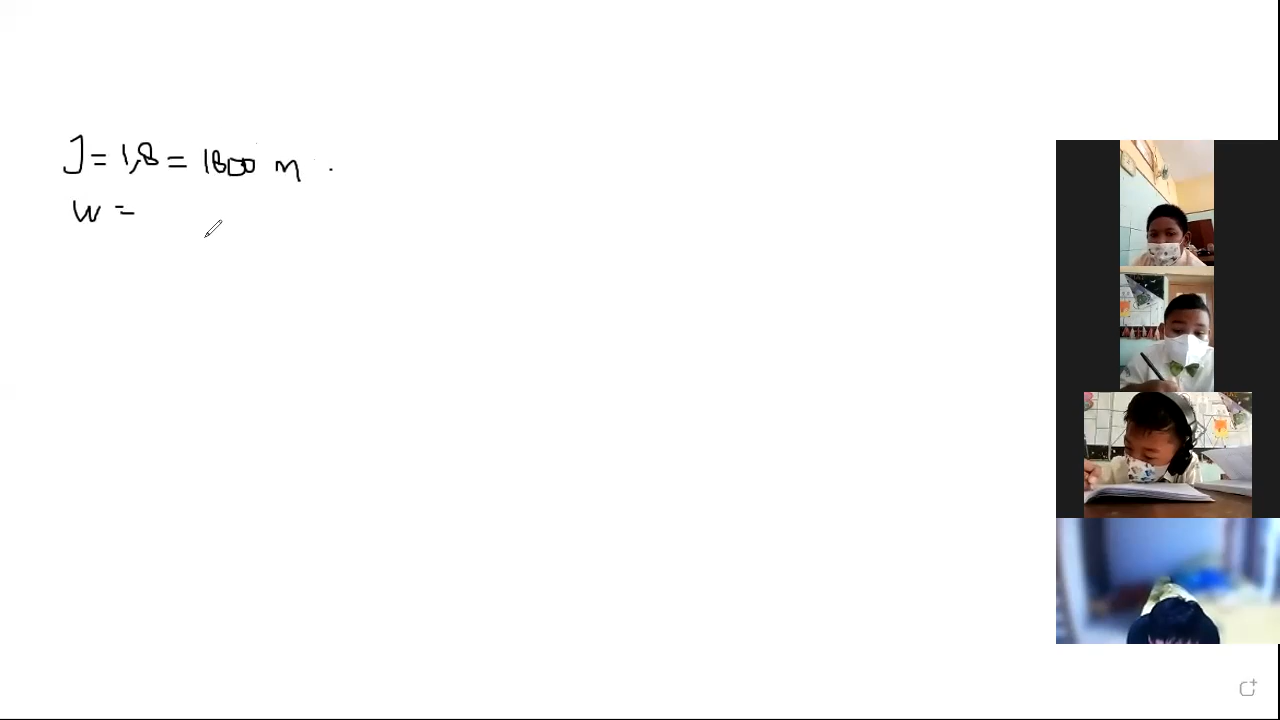 J = 1,8 = 1800 m .
W =